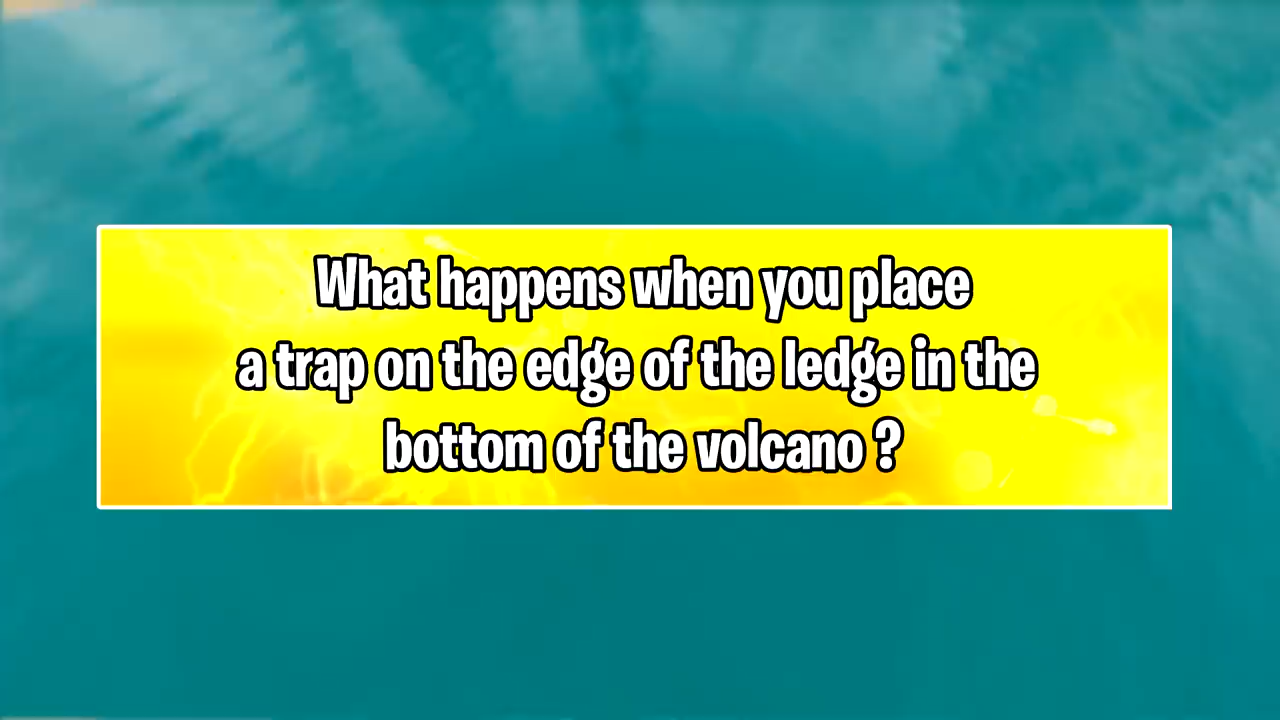 What happens when you place
a trap on the edge of the ledge in the
bottom of the volcano ?